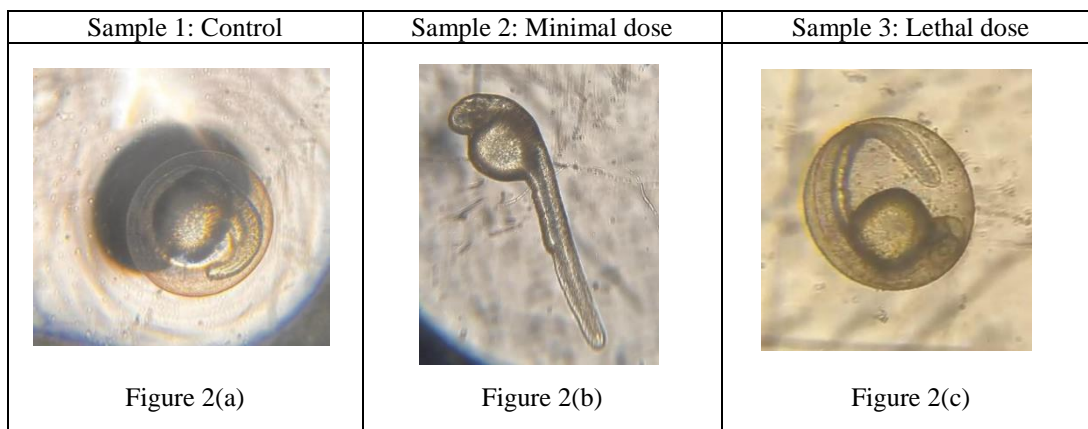 Sample 1: Control
Sample 2: Minimal dose
Sample 3: Lethal dose
Figure 2(a)
Figure 2(b)
Figure 2(c)